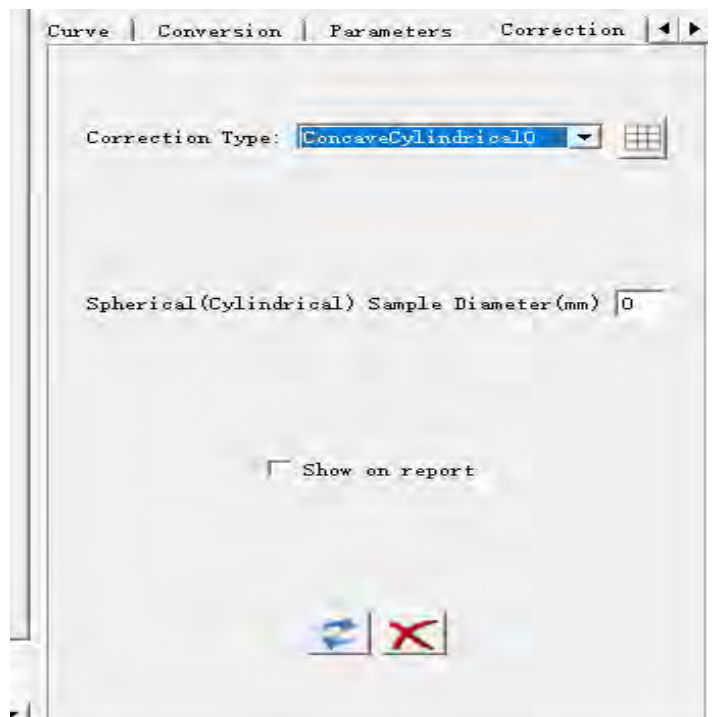 Curve | Conversion | Parameters Correction
Correction Type: ConcaveCylindrical0
Spherical(Cylindrical) Sample Diameter(mm) 0
Show on report